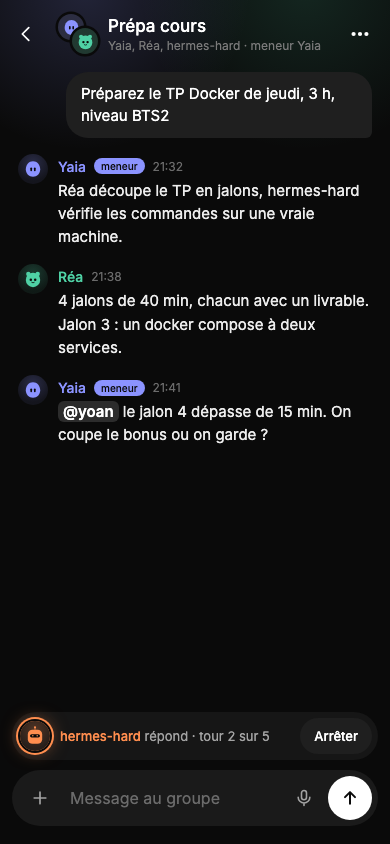 Prépa cours
Yaia, Réa, hermes-hard · meneur Yaia
Préparez le TP Docker de jeudi, 3 h,
niveau BTS2
Yaia meneur 21:32
Réa découpe le TP en jalons, hermes-hard
vérifie les commandes sur une vraie
machine.
Réa 21:38
4 jalons de 40 min, chacun avec un livrable.
Jalon 3 : un docker compose à deux
services.
Yaia meneur 21:41
@yoan le jalon 4 dépasse de 15 min. On
coupe le bonus ou on garde ?
hermes-hard répond · tour 2 sur 5 Arrêter
Message au groupe